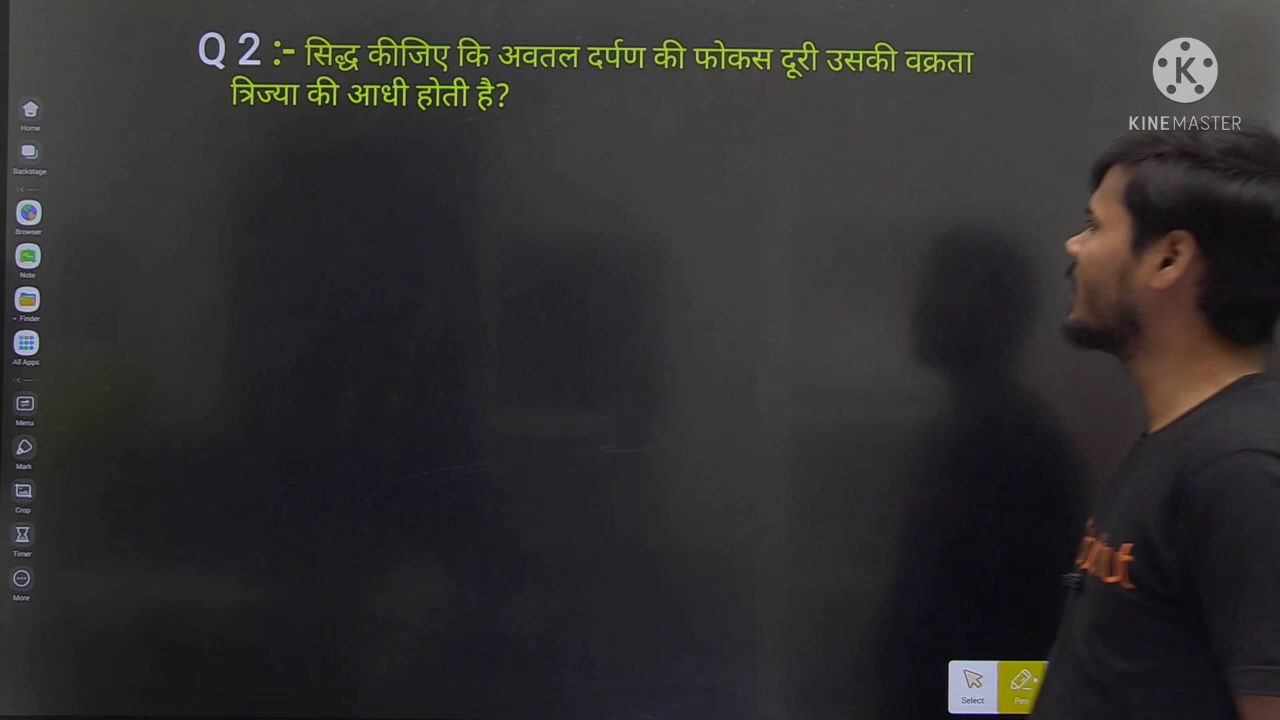 Q 2 :- सिद्ध कीजिए कि अवतल दर्पण की फोकस दूरी उसकी वक्रता
त्रिज्या की आधी होती है?
KINEMASTER
Home
Backstage
Browser
Note
Finder
All Apps
Menu
Mark
Crop
Timer
More
Select
Pen